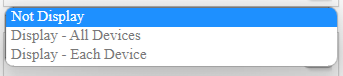 Not Display
Display - All Devices
Display - Each Device